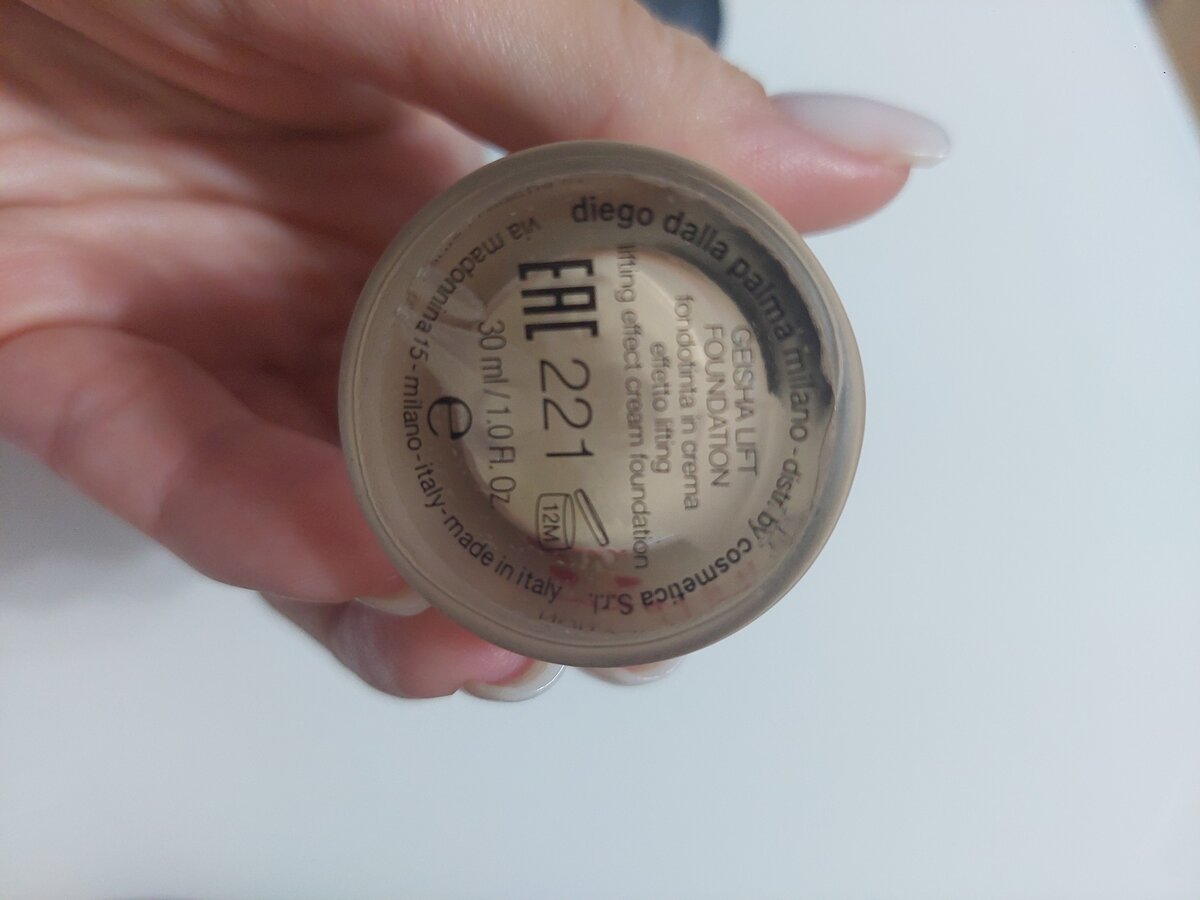 diego dalla palma milano - distr. by cosmetica S.r.l.
via madonnina 15 - milano - italy - made in italy
GEISHA LIFT
FOUNDATION
fondotinta in crema
effetto lifting
lifting effect cream foundation
EAC 221 12M
30 ml / 1.0 Fl. Oz
e